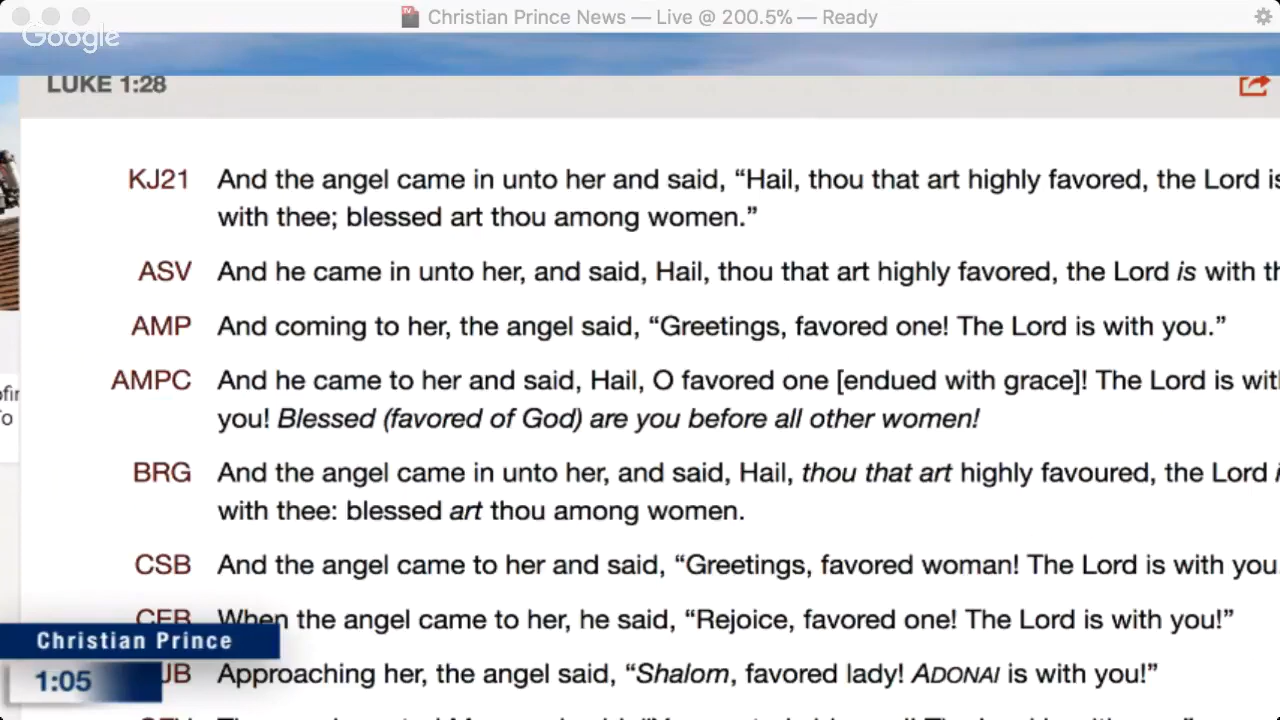 Christian Prince News — Live @ 200.5% — Ready
Google
LUKE 1:28
KJ21 And the angel came in unto her and said, “Hail, thou that art highly favored, the Lord is
with thee; blessed art thou among women.”
ASV And he came in unto her, and said, Hail, thou that art highly favored, the Lord is with th
AMP And coming to her, the angel said, “Greetings, favored one! The Lord is with you.”
AMPC And he came to her and said, Hail, O favored one [endued with grace]! The Lord is wit
you! Blessed (favored of God) are you before all other women!
BRG And the angel came in unto her, and said, Hail, thou that art highly favoured, the Lord i
with thee: blessed art thou among women.
CSB And the angel came to her and said, “Greetings, favored woman! The Lord is with you.
CEB When the angel came to her, he said, “Rejoice, favored one! The Lord is with you!”
Christian Prince
JB Approaching her, the angel said, “Shalom, favored lady! ADONAI is with you!”
1:05
To